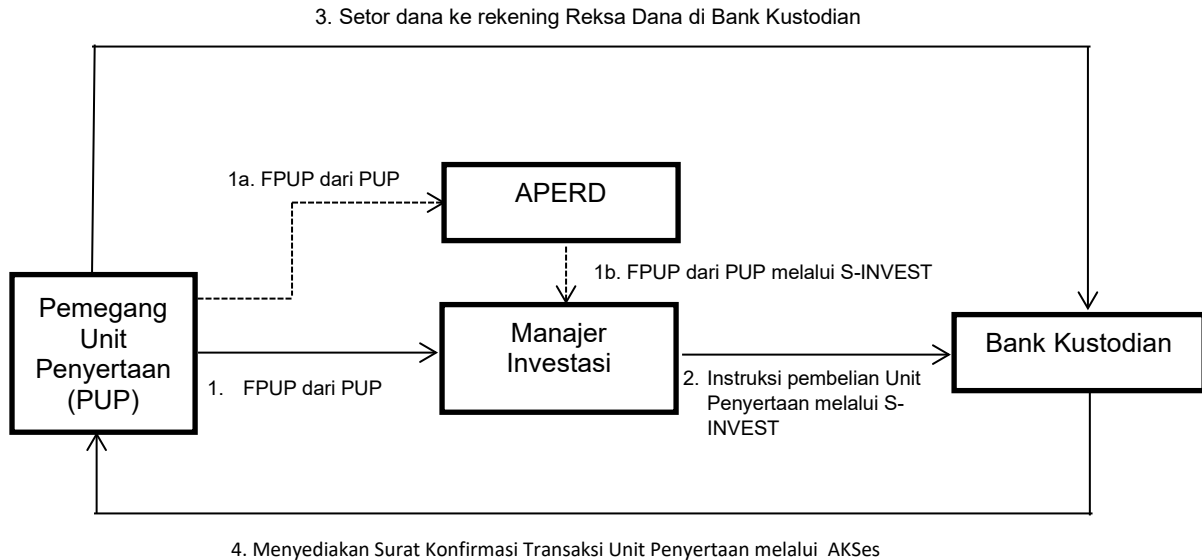 3. Setor dana ke rekening Reksa Dana di Bank Kustodian
1a. FPUP dari PUP
APERD
1b. FPUP dari PUP melalui S-INVEST
Pemegang
Unit
Penyertaan
(PUP)
Manajer
Investasi
Bank Kustodian
1. FPUP dari PUP
2. Instruksi pembelian Unit
Penyertaan melalui S-
INVEST
4. Menyediakan Surat Konfirmasi Transaksi Unit Penyertaan melalui AKSes